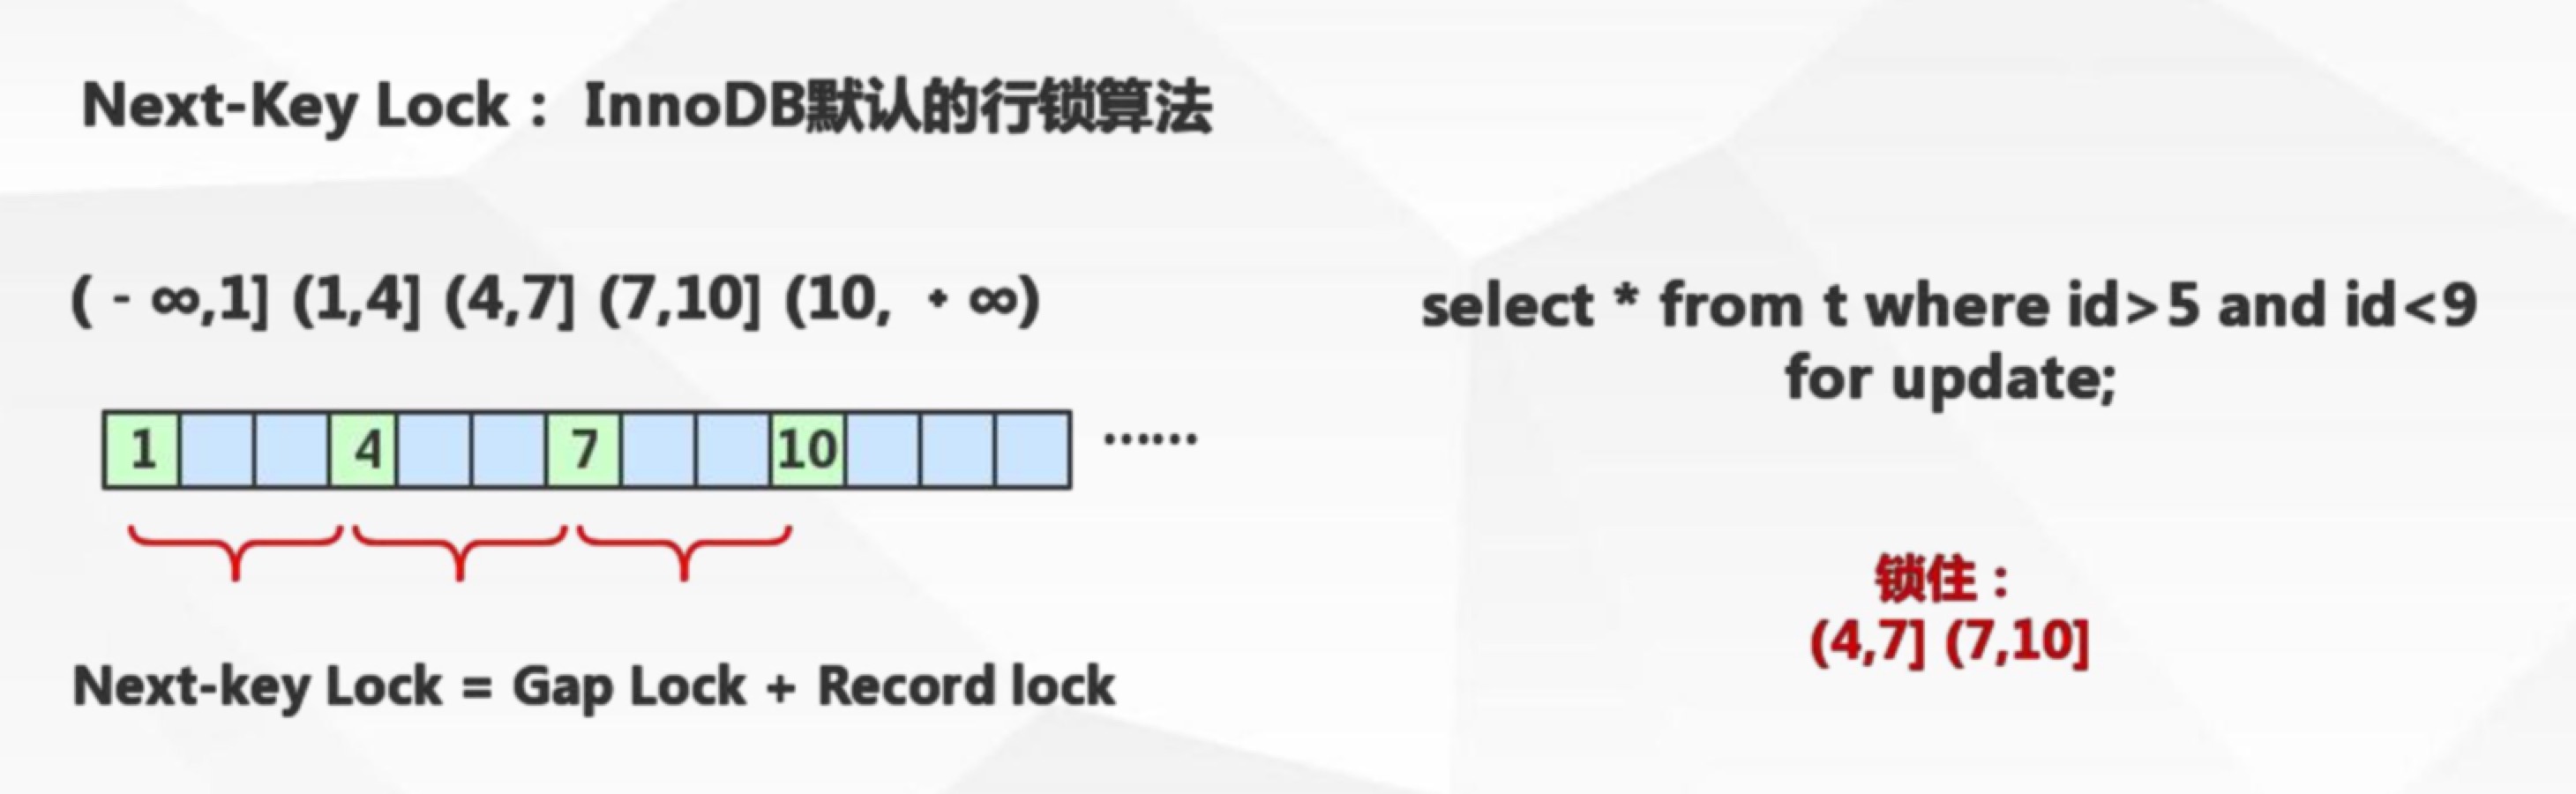 Next-Key Lock： InnoDB默认的行锁算法
( - ∞,1] (1,4] (4,7] (7,10] (10, + ∞)
select * from t where id>5 and id<9
for update;
1 4 7 10 ……
锁住：
(4,7] (7,10]
Next-key Lock = Gap Lock + Record lock